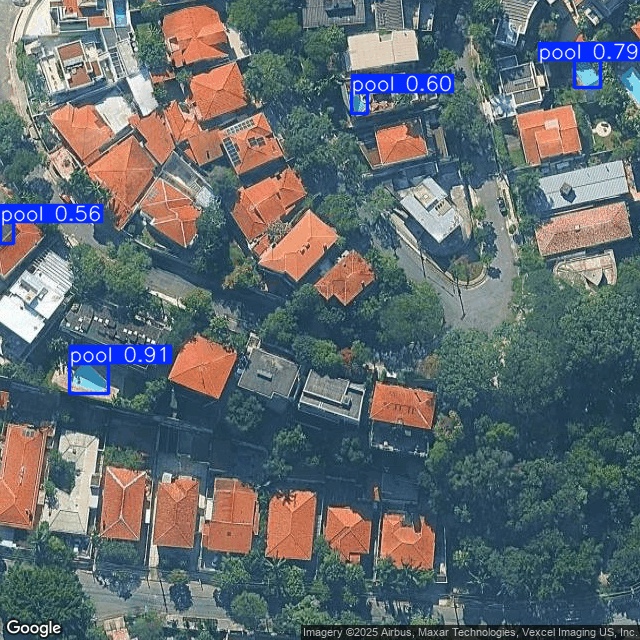 pool 0.79
pool 0.60
pool 0.56
pool 0.91
Google
Imagery ©2025 Airbus, Maxar Technologies, Vexcel Imaging US, Inc